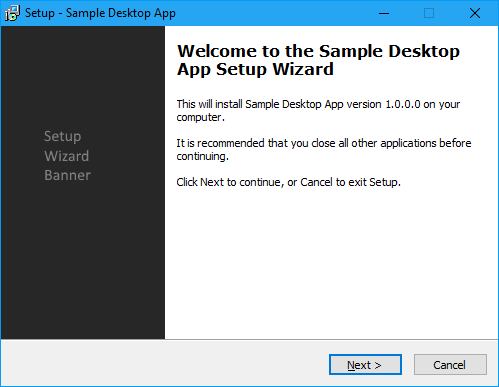 Setup - Sample Desktop App
Setup
Wizard
Banner
Welcome to the Sample Desktop
App Setup Wizard
This will install Sample Desktop App version 1.0.0.0 on your
computer.
It is recommended that you close all other applications before
continuing.
Click Next to continue, or Cancel to exit Setup.
Next >
Cancel